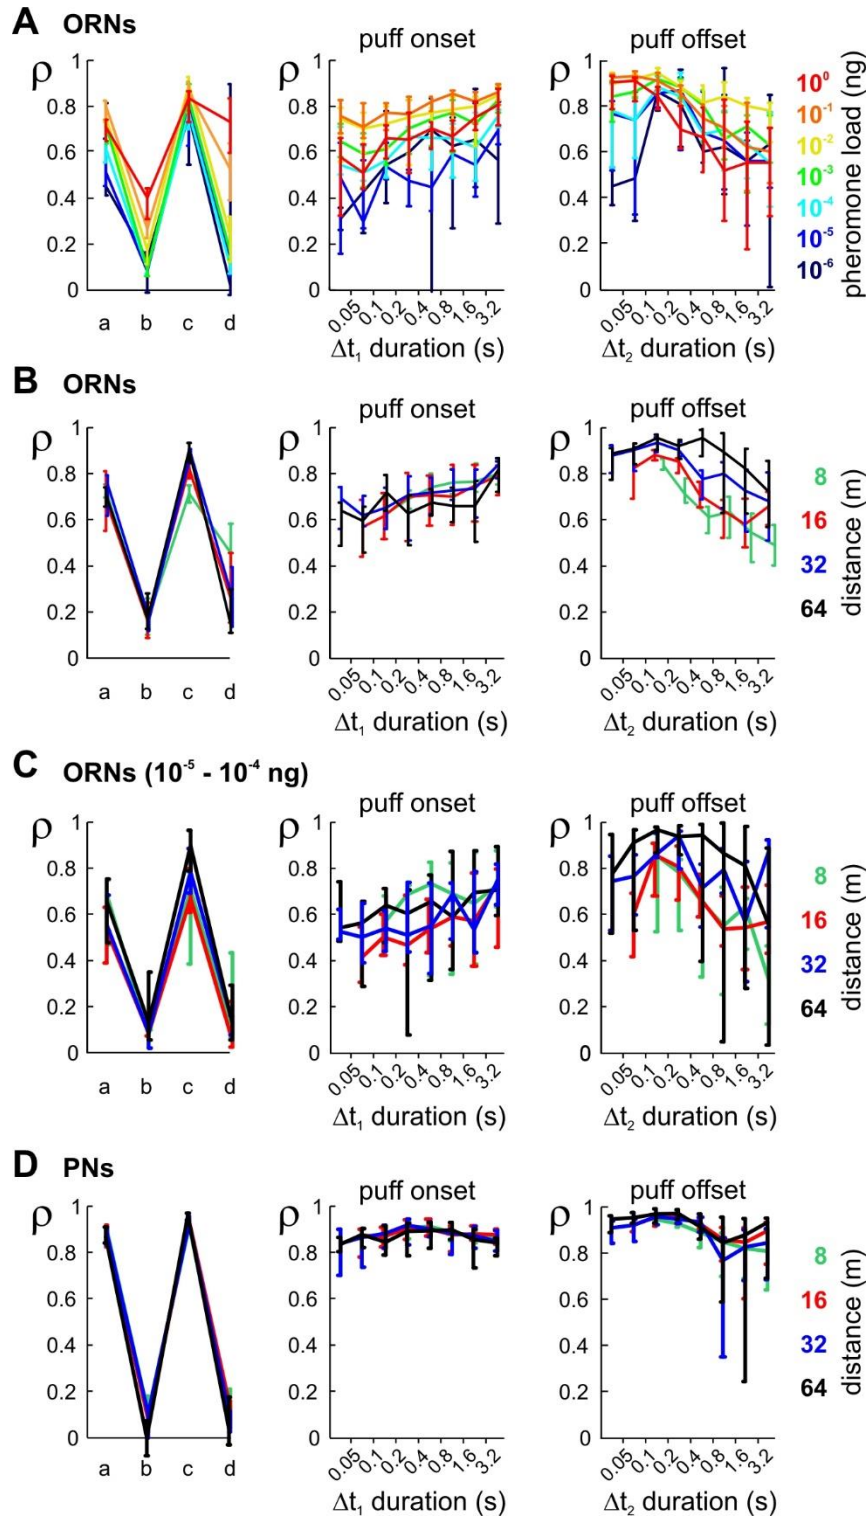 A ORNs
puff onset
puff offset
ρ
1
0.8
0.6
0.4
0.2
0
a b c d
ρ
1
0.8
0.6
0.4
0.2
0
0.05 0.1 0.2 0.4 0.8 1.6 3.2
Δt₁ duration (s)
ρ
1
0.8
0.6
0.4
0.2
0
0.05 0.1 0.2 0.4 0.8 1.6 3.2
Δt₂ duration (s)
10⁰
10⁻¹
10⁻²
10⁻³
10⁻⁴
10⁻⁵
10⁻⁶
pheromone load (ng)
B ORNs
puff onset
puff offset
ρ
1
0.8
0.6
0.4
0.2
0
a b c d
ρ
1
0.8
0.6
0.4
0.2
0
0.05 0.1 0.2 0.4 0.8 1.6 3.2
Δt₁ duration (s)
ρ
1
0.8
0.6
0.4
0.2
0
0.05 0.1 0.2 0.4 0.8 1.6 3.2
Δt₂ duration (s)
8
16
32
64
distance (m)
C ORNs (10⁻⁵ - 10⁻⁴ ng)
puff onset
puff offset
ρ
1
0.8
0.6
0.4
0.2
0
a b c d
ρ
1
0.8
0.6
0.4
0.2
0
0.05 0.1 0.2 0.4 0.8 1.6 3.2
Δt₁ duration (s)
ρ
1
0.8
0.6
0.4
0.2
0
0.05 0.1 0.2 0.4 0.8 1.6 3.2
Δt₂ duration (s)
8
16
32
64
distance (m)
D PNs
puff onset
puff offset
ρ
1
0.8
0.6
0.4
0.2
0
a b c d
ρ
1
0.8
0.6
0.4
0.2
0
0.05 0.1 0.2 0.4 0.8 1.6 3.2
Δt₁ duration (s)
ρ
1
0.8
0.6
0.4
0.2
0
0.05 0.1 0.2 0.4 0.8 1.6 3.2
Δt₂ duration (s)
8
16
32
64
distance (m)